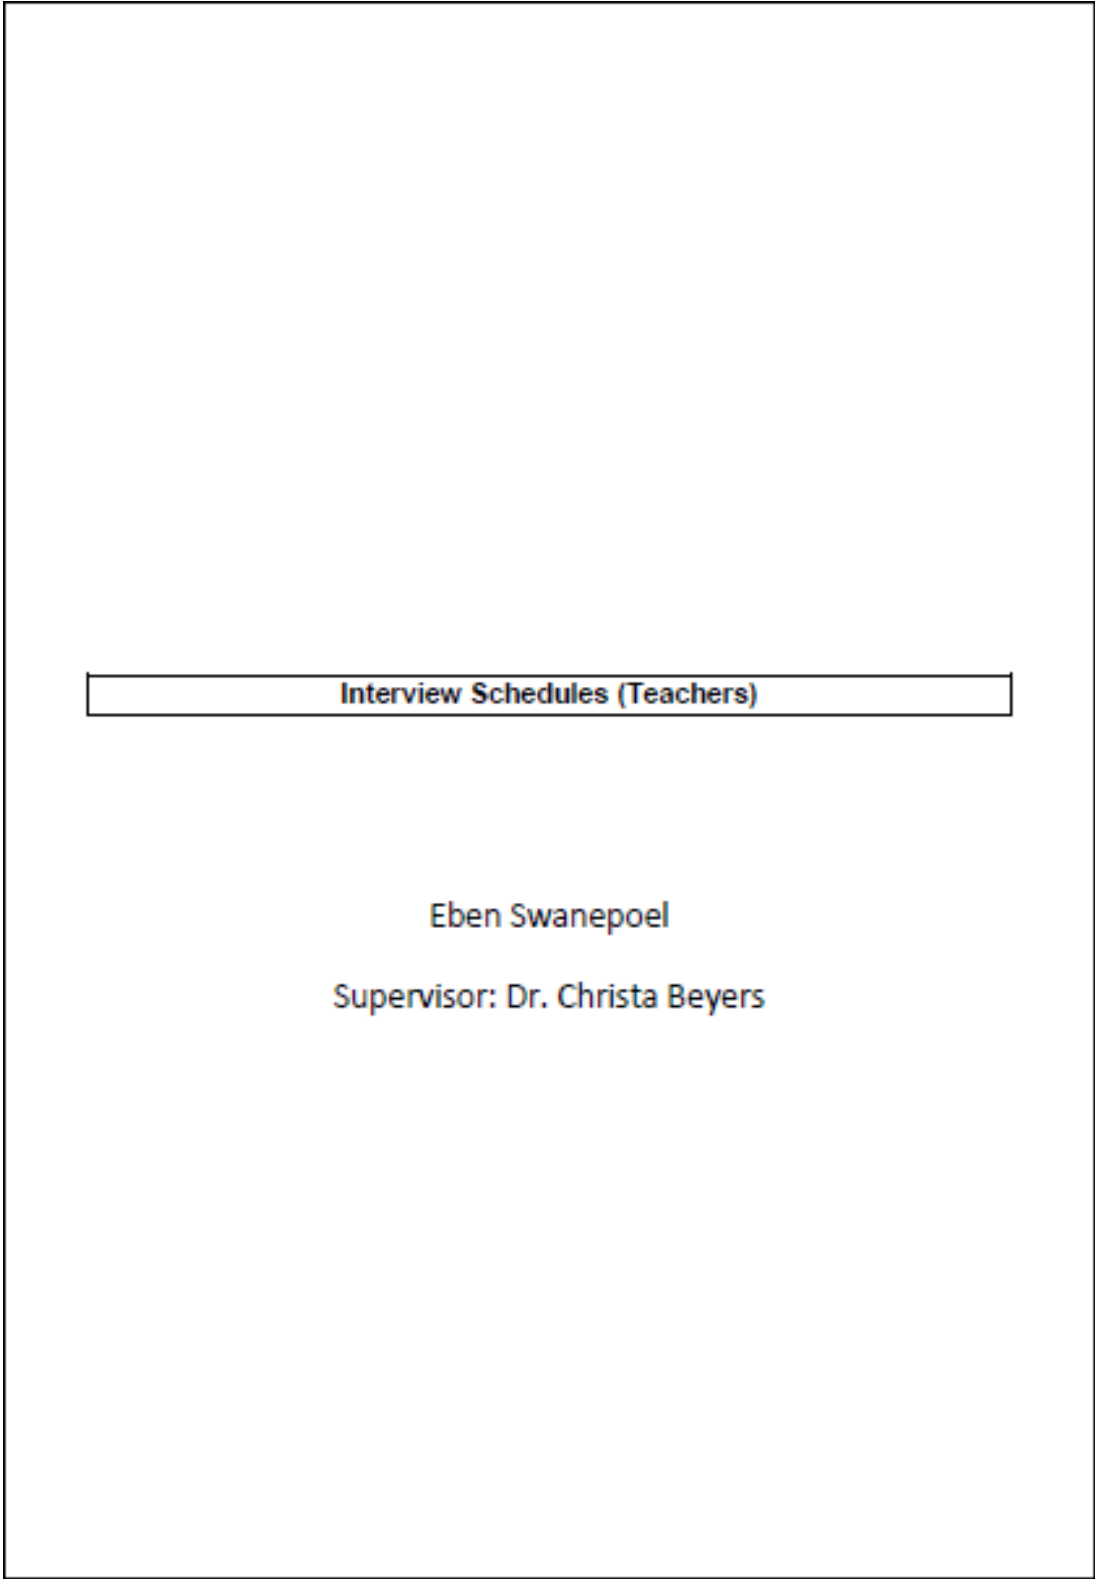 Interview Schedules (Teachers)
Eben Swanepoel
Supervisor: Dr. Christa Beyers